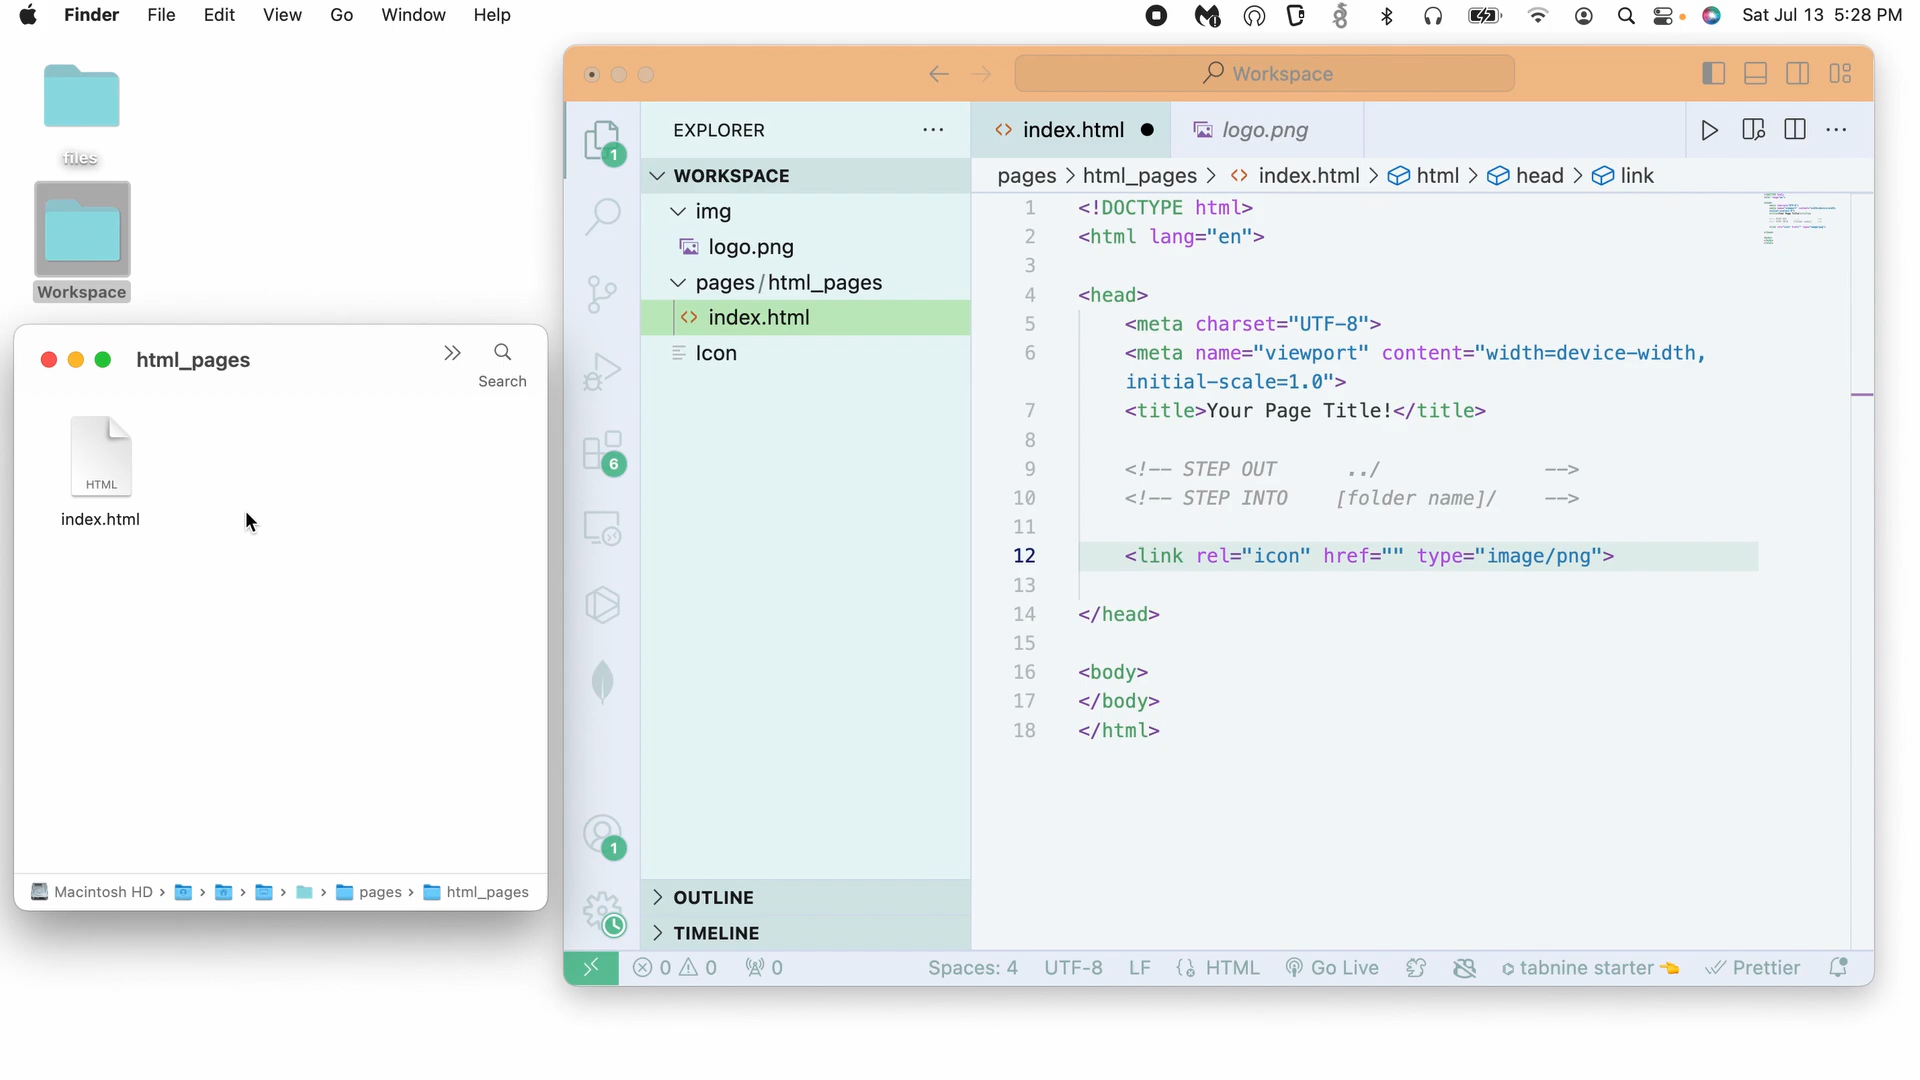 Finder File Edit View Go Window Help Sat Jul 13 5:28 PM
files
Workspace
html_pages
Search
HTML
index.html
Macintosh HD > > > > > pages > html_pages
Workspace
EXPLORER ...
WORKSPACE
img
logo.png
pages/html_pages
index.html
Icon
OUTLINE
TIMELINE
1
6
1
index.html ● logo.png
pages > html_pages > <> index.html > html > head > link
1 <!DOCTYPE html>
2 <html lang="en">
3
4 <head>
5 <meta charset="UTF-8">
6 <meta name="viewport" content="width=device-width,
initial-scale=1.0">
7 <title>Your Page Title!</title>
8
9 <!-- STEP OUT ../ -->
10 <!-- STEP INTO [folder name]/ -->
11
12 <link rel="icon" href="" type="image/png">
13
14 </head>
15
16 <body>
17 </body>
18 </html>
0 0 0 Spaces: 4 UTF-8 LF {} HTML Go Live tabnine starter 👈 Prettier